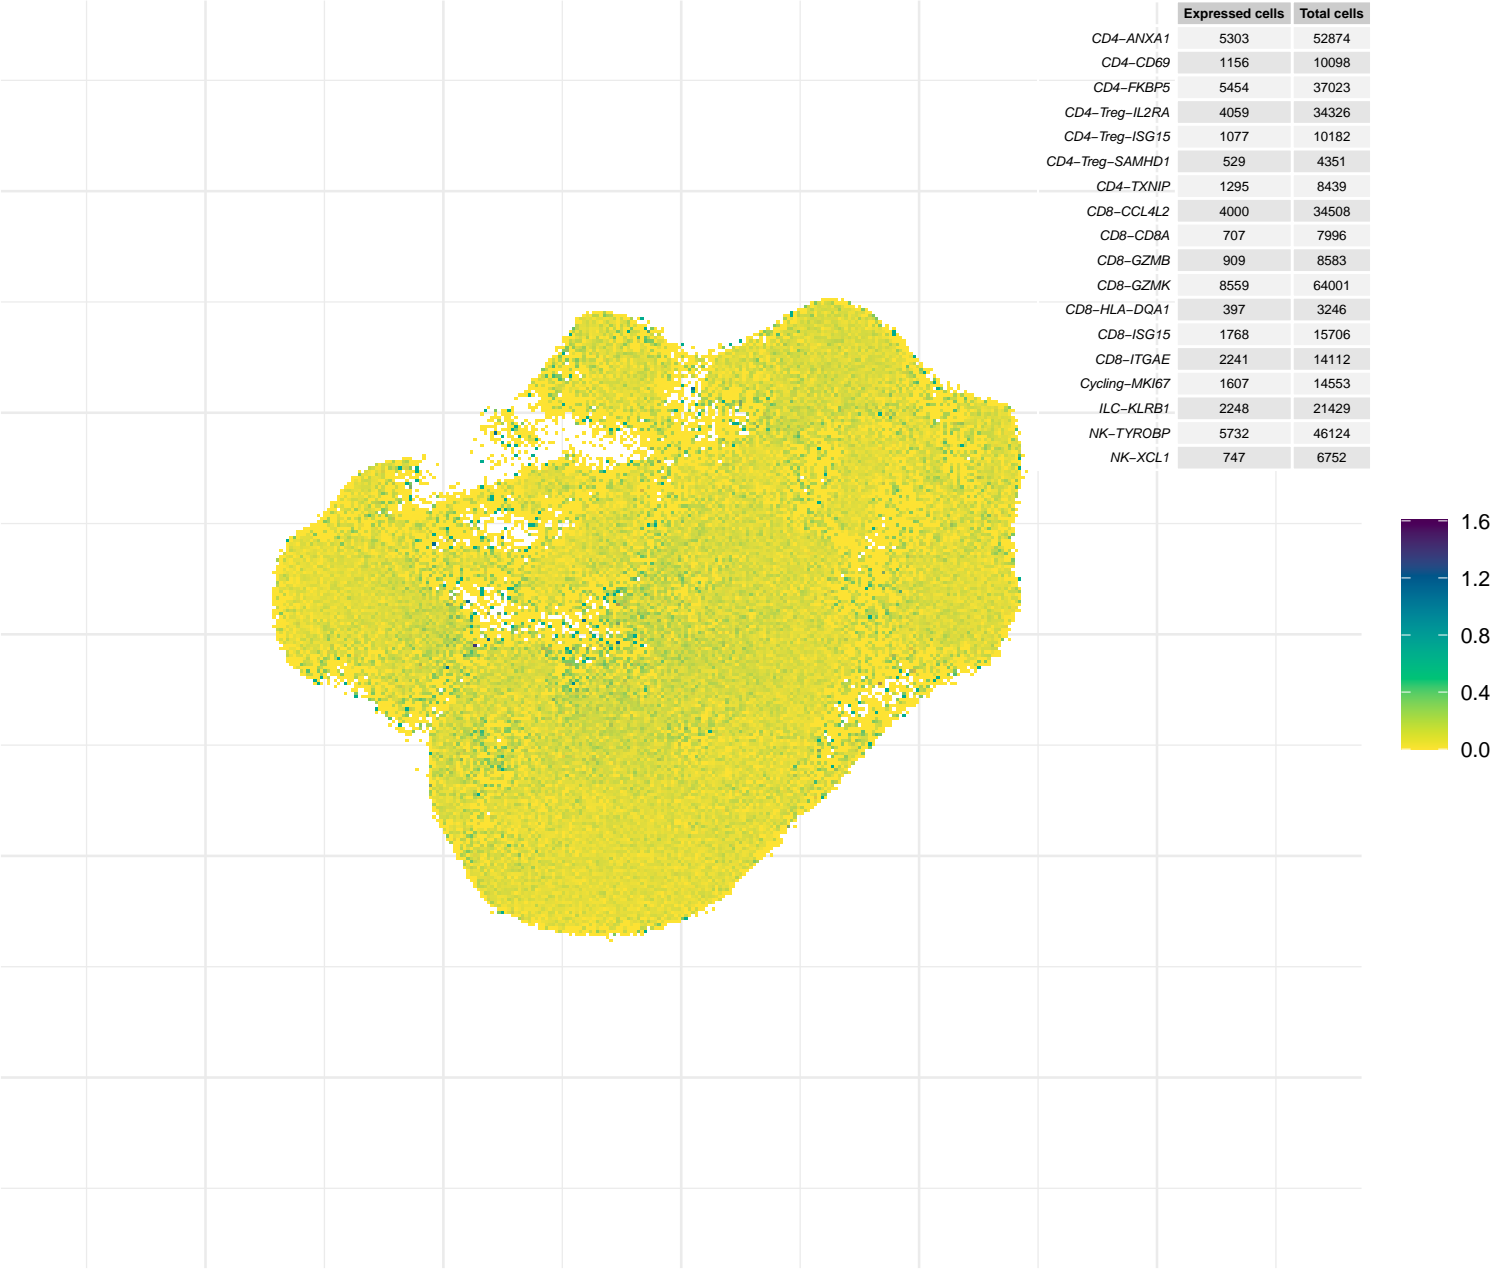 Expressed cells Total cells
CD4−ANXA1 5303 52874
CD4−CD69 1156 10098
CD4−FKBP5 5454 37023
CD4−Treg−IL2RA 4059 34326
CD4−Treg−ISG15 1077 10182
CD4−Treg−SAMHD1 529 4351
CD4−TXNIP 1295 8439
CD8−CCL4L2 4000 34508
CD8−CD8A 707 7996
CD8−GZMB 909 8583
CD8−GZMK 8559 64001
CD8−HLA−DQA1 397 3246
CD8−ISG15 1768 15706
CD8−ITGAE 2241 14112
Cycling−MKI67 1607 14553
ILC−KLRB1 2248 21429
NK−TYROBP 5732 46124
NK−XCL1 747 6752
1.6
1.2
0.8
0.4
0.0